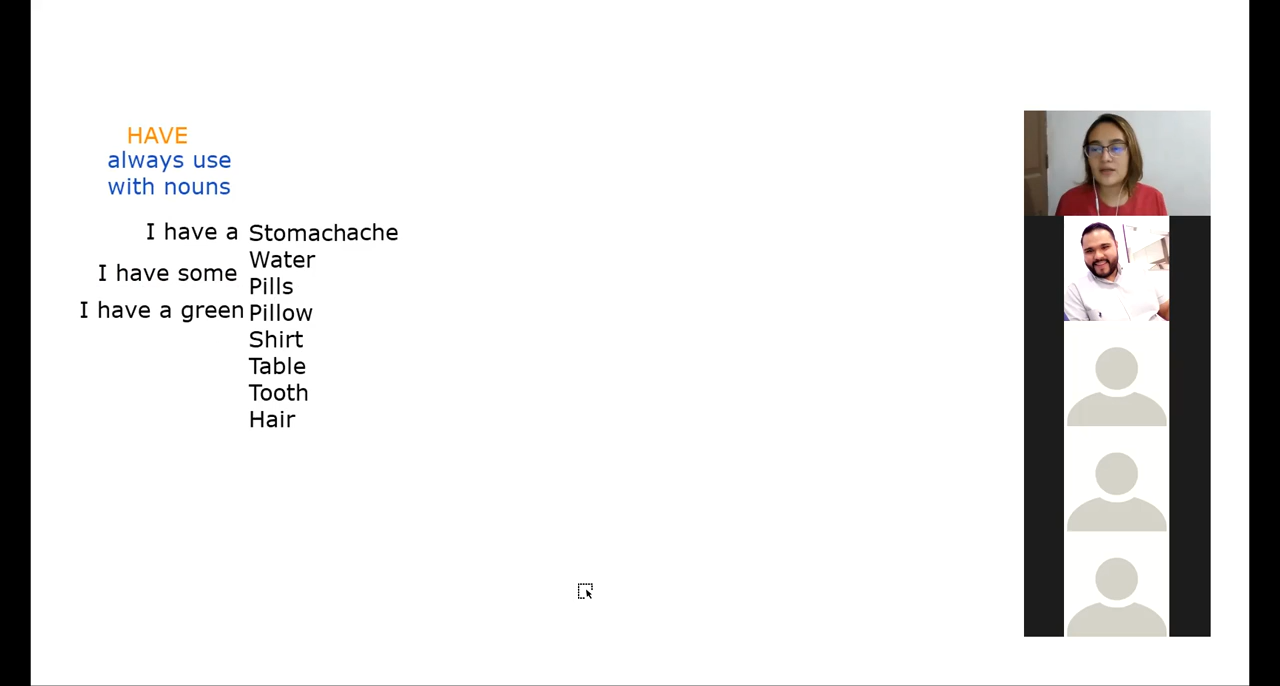 HAVE
always use
with nouns
I have a Stomachache
Water
I have some
Pills
I have a green Pillow
Shirt
Table
Tooth
Hair